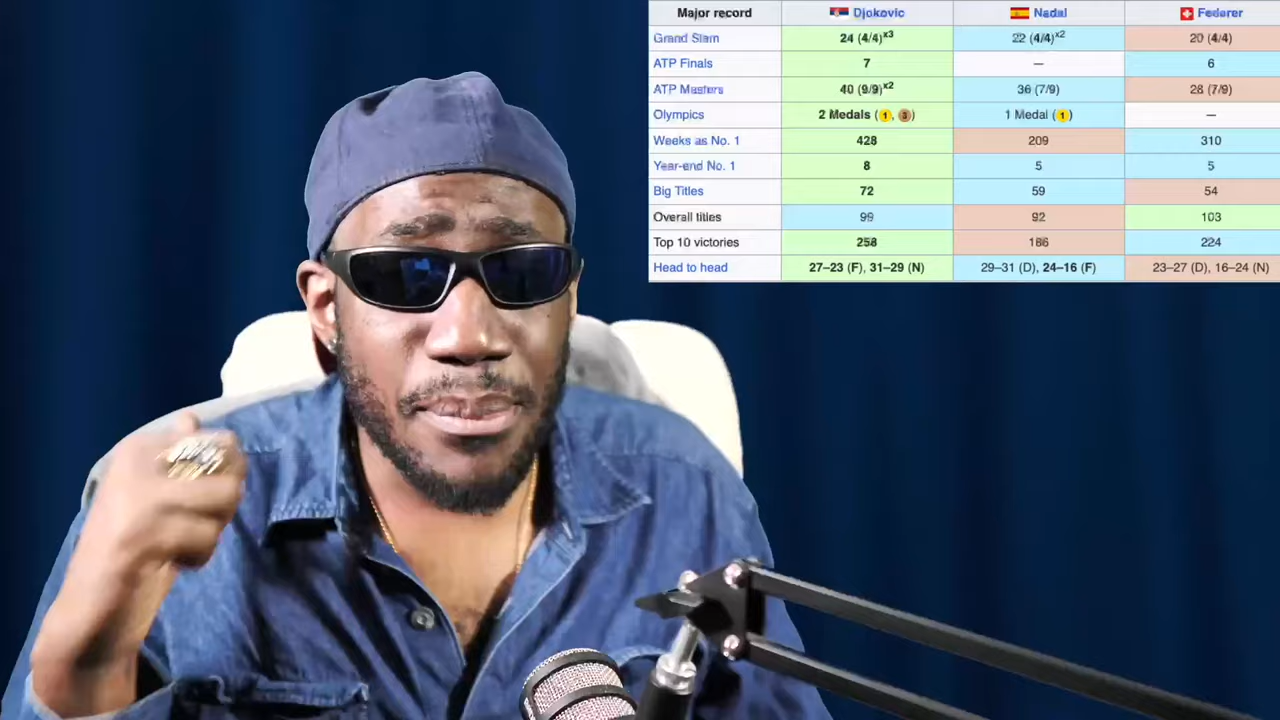 Major record Djokovic Nadal Federer
Grand Slam 24 (4/4)x3 22 (4/4)x2 20 (4/4)
ATP Finals 7 — 6
ATP Masters 40 (9/9)x2 36 (7/9) 28 (7/9)
Olympics 2 Medals (1, 3) 1 Medal (1) —
Weeks as No. 1 428 209 310
Year-end No. 1 8 5 5
Big Titles 72 59 54
Overall titles 99 92 103
Top 10 victories 258 186 224
Head to head 27–23 (F), 31–29 (N) 29–31 (D), 24–16 (F) 23–27 (D), 16–24 (N)